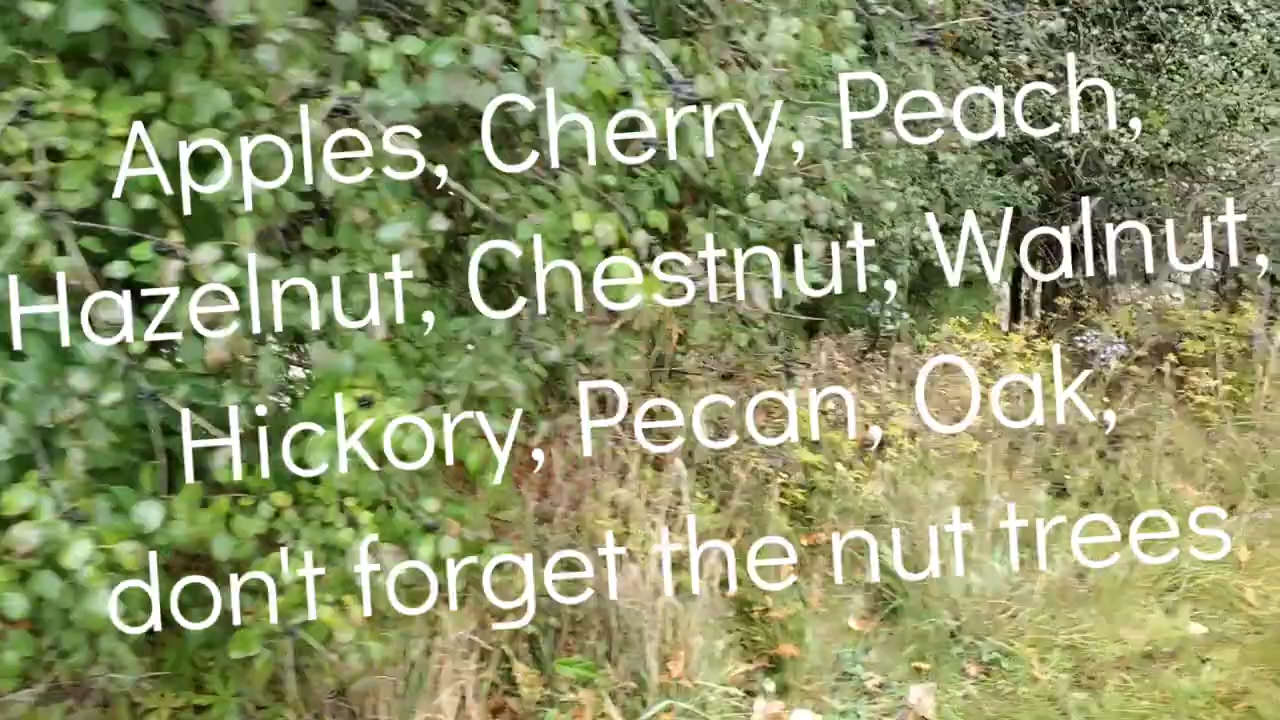 Apples, Cherry, Peach,
Hazelnut, Chestnut, Walnut,
Hickory, Pecan, Oak,
don't forget the nut trees